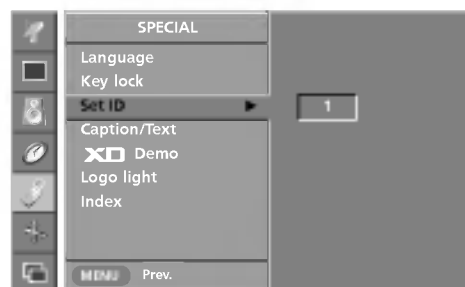 SPECIAL
Language
Key lock
Set ID
1
Caption/Text
XD Demo
Logo light
Index
MENU Prev.